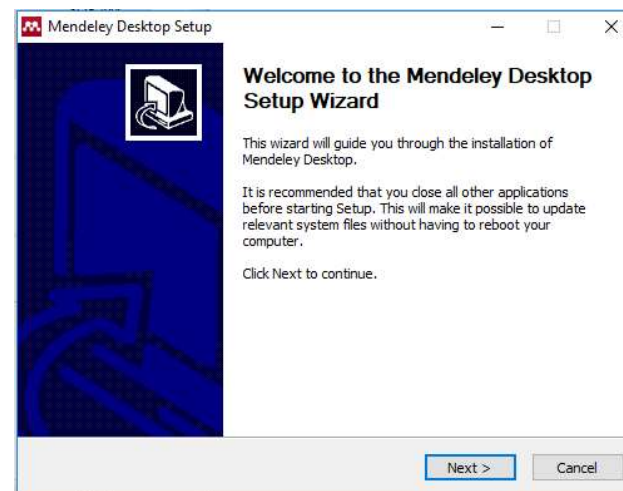 Mendeley Desktop Setup
Welcome to the Mendeley Desktop
Setup Wizard
This wizard will guide you through the installation of
Mendeley Desktop.
It is recommended that you close all other applications
before starting Setup. This will make it possible to update
relevant system files without having to reboot your
computer.
Click Next to continue.
Next >
Cancel